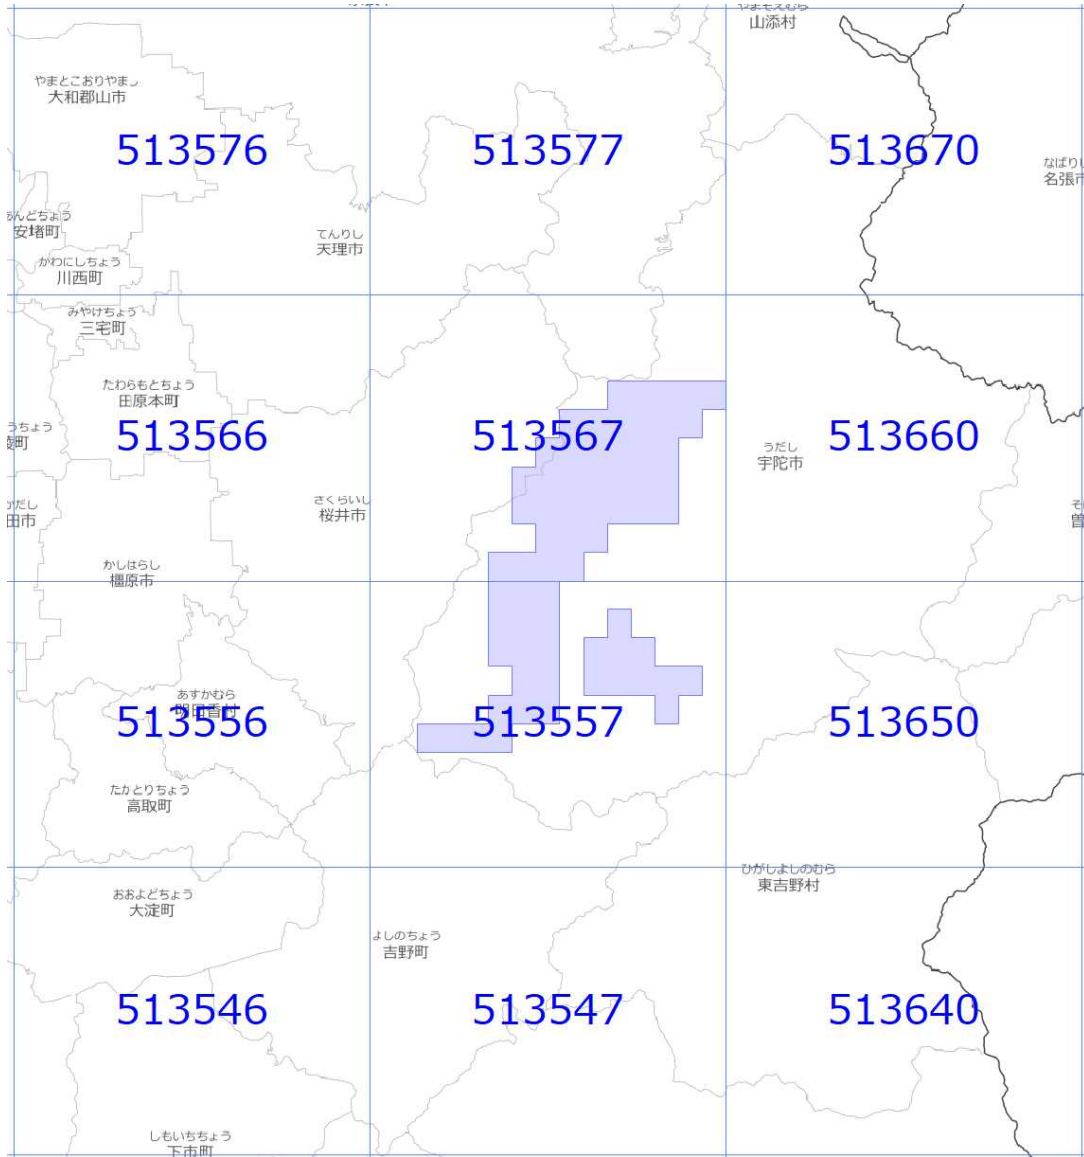 山添村
やまとこおりやまし
大和郡山市
513576
513577
513670
名張市
安堵町
てんりし
天理市
かわにしちょう
川西町
みやけちょう
三宅町
たわらもとちょう
田原本町
513566
513567
513660
うだし
宇陀市
さくらいし
桜井市
かしはらし
橿原市
あすかむら
明日香村
513556
513557
513650
たかとりちょう
高取町
ひがしよしのむら
東吉野村
おおよどちょう
大淀町
よしのちょう
吉野町
513546
513547
513640
しもいちちょう
下市町